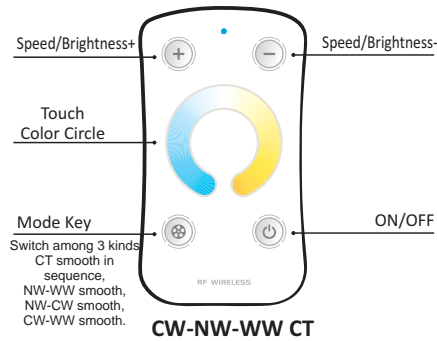 Speed/Brightness+
Speed/Brightness-
Touch
Color Circle
Mode Key
Switch among 3 kinds
CT smooth in
sequence,
NW-WW smooth,
NW-CW smooth,
CW-WW smooth.
ON/OFF
RF WIRELESS
CW-NW-WW CT